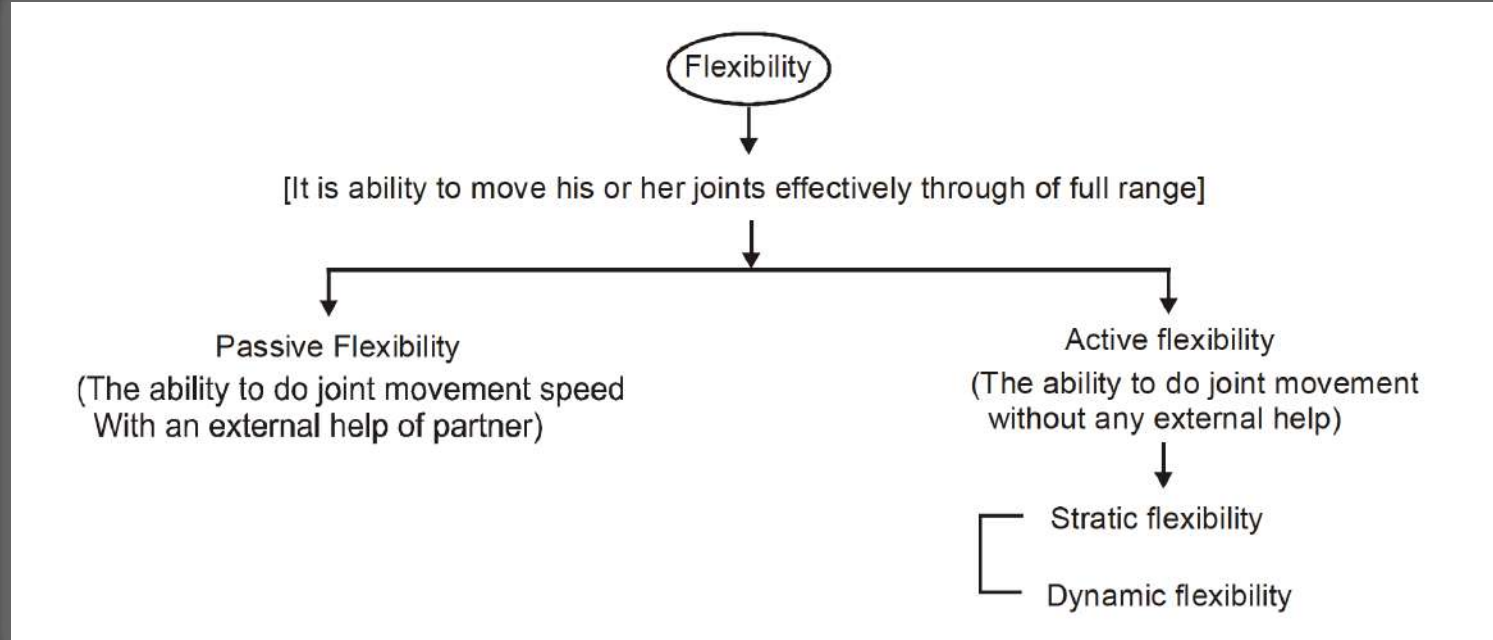 Flexibility
[It is ability to move his or her joints effectively through of full range]
Passive Flexibility
(The ability to do joint movement speed
With an external help of partner)
Active flexibility
(The ability to do joint movement
without any external help)
Stratic flexibility
Dynamic flexibility